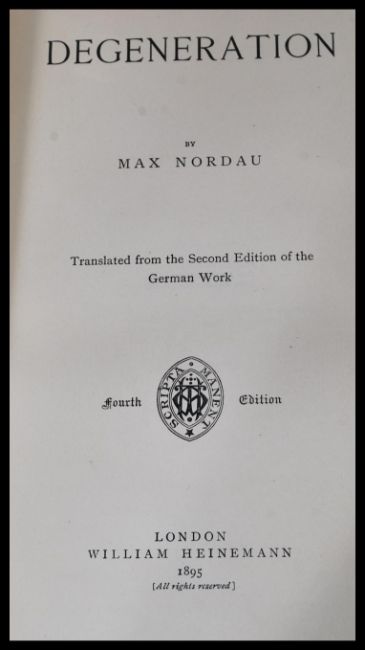 DEGENERATION
BY
MAX NORDAU
Translated from the Second Edition of the
German Work
Fourth
SCRIPTA MANENT
Edition
LONDON
WILLIAM HEINEMANN
1895
[All rights reserved]